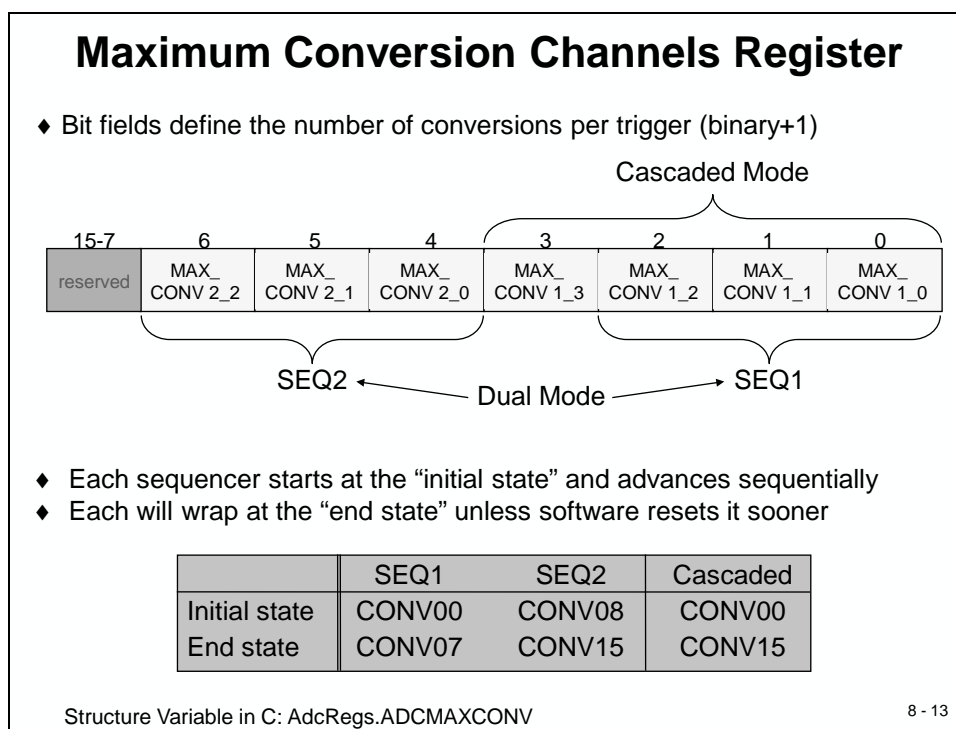 Maximum Conversion Channels Register
♦ Bit fields define the number of conversions per trigger (binary+1)
Cascaded Mode
15-7 6 5 4 3 2 1 0
reserved MAX_ CONV 2_2 MAX_ CONV 2_1 MAX_ CONV 2_0 MAX_ CONV 1_3 MAX_ CONV 1_2 MAX_ CONV 1_1 MAX_ CONV 1_0
SEQ2 Dual Mode SEQ1
♦ Each sequencer starts at the “initial state” and advances sequentially
♦ Each will wrap at the “end state” unless software resets it sooner
SEQ1 SEQ2 Cascaded
Initial state CONV00 CONV08 CONV00
End state CONV07 CONV15 CONV15
Structure Variable in C: AdcRegs.ADCMAXCONV
8 - 13